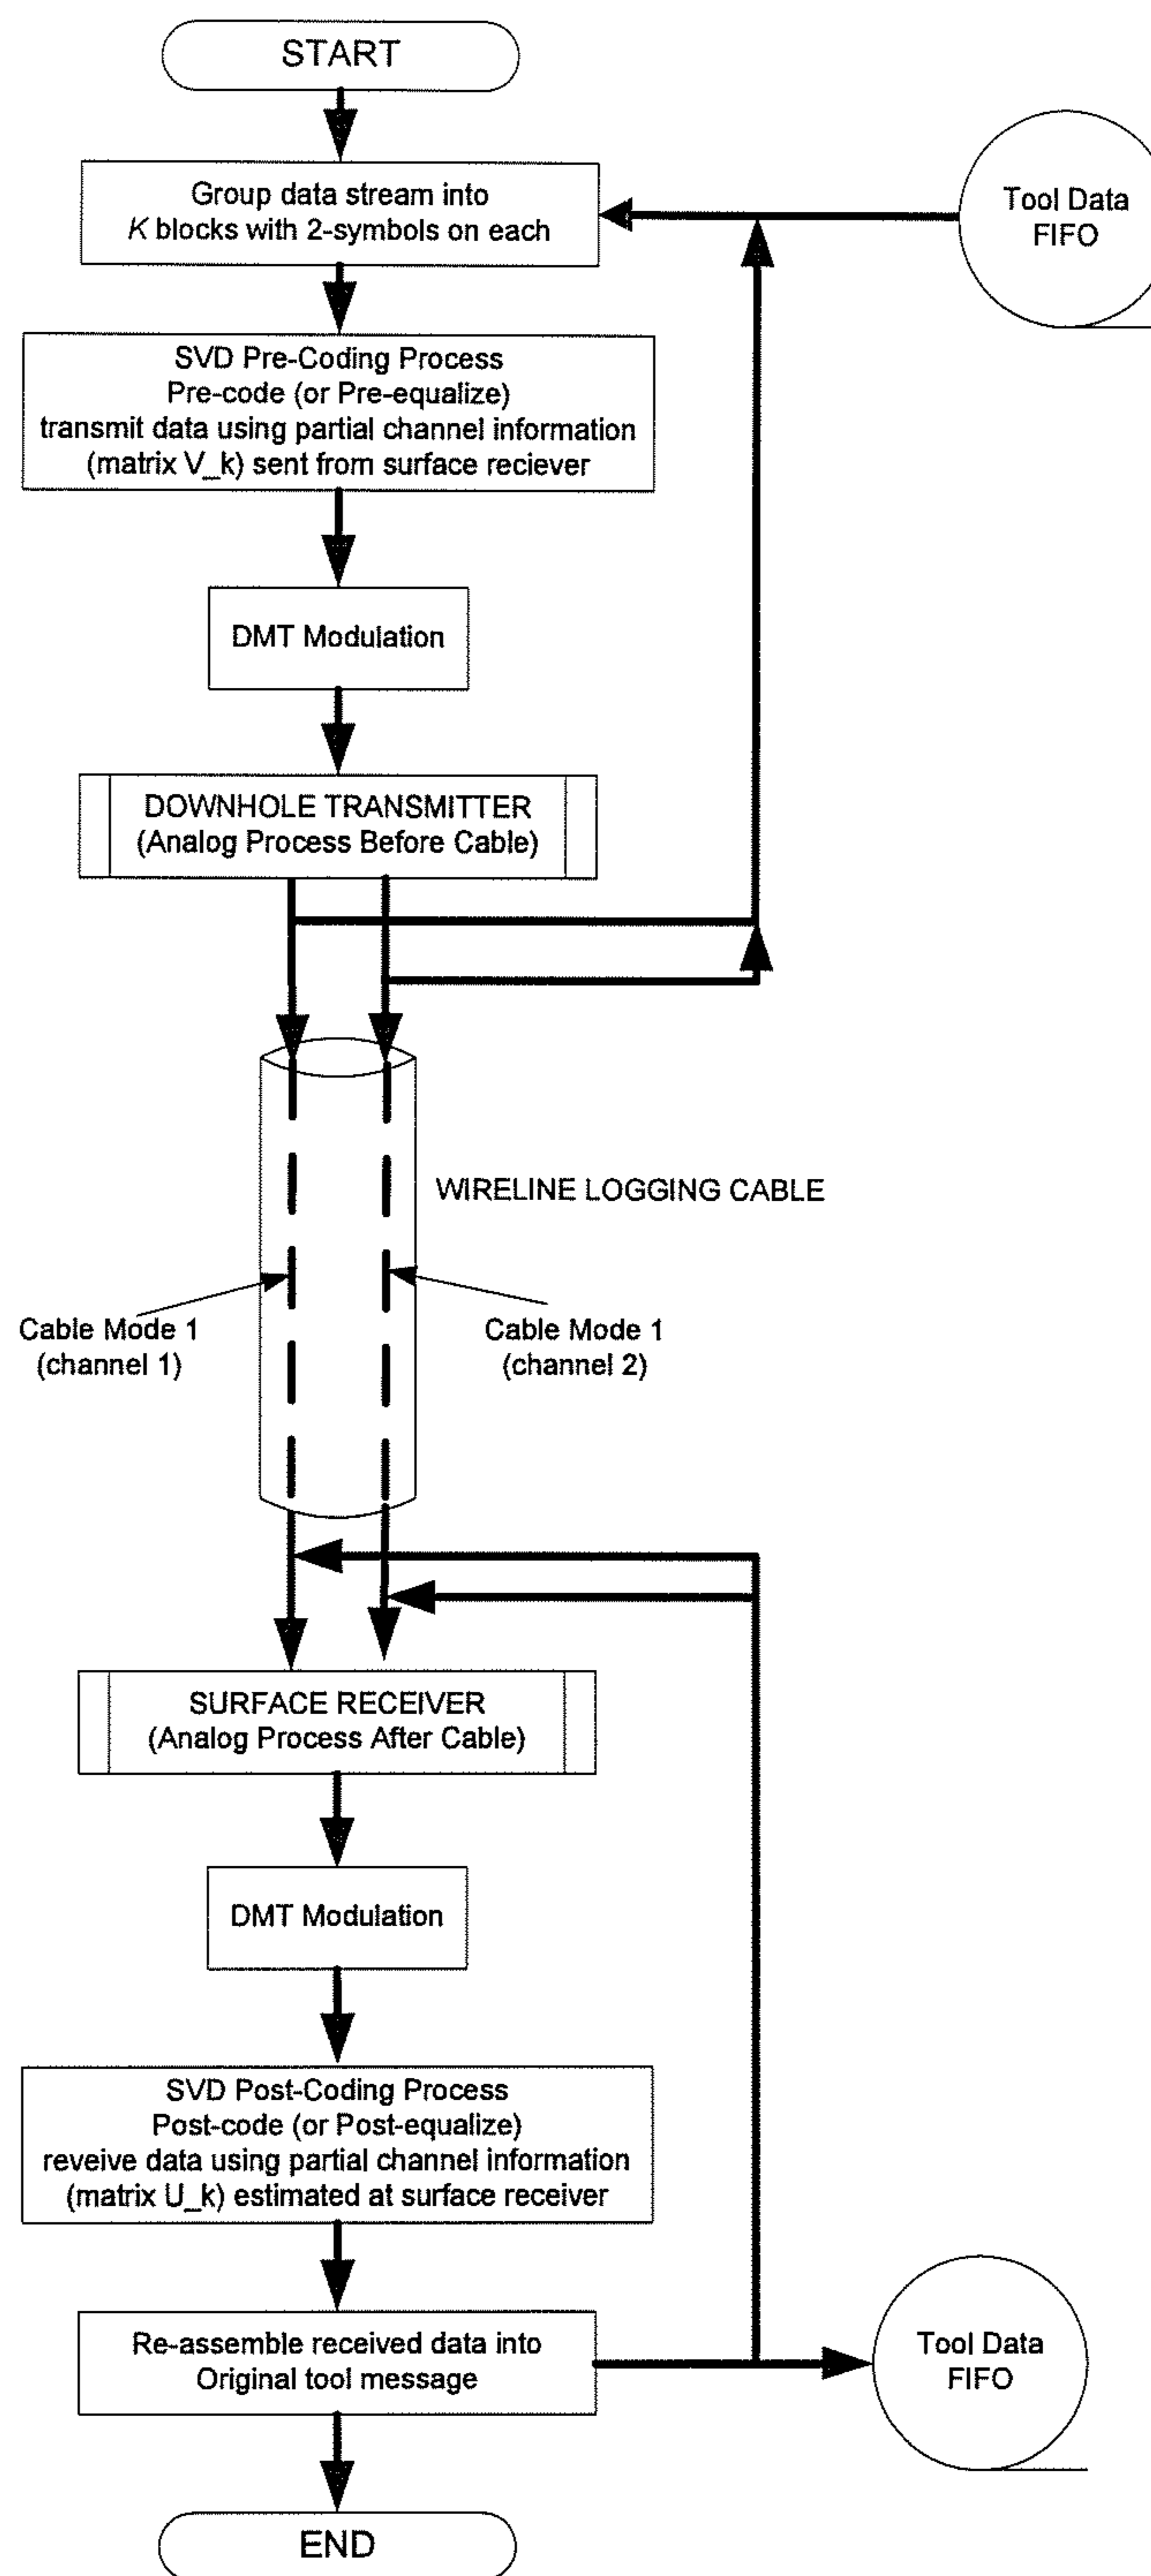 START
Group data stream into
K blocks with 2-symbols on each
Tool Data
FIFO
SVD Pre-Coding Process
Pre-code (or Pre-equalize)
transmit data using partial channel information
(matrix V_k) sent from surface reciever
DMT Modulation
DOWNHOLE TRANSMITTER
(Analog Process Before Cable)
WIRELINE LOGGING CABLE
Cable Mode 1
(channel 1)
Cable Mode 1
(channel 2)
SURFACE RECEIVER
(Analog Process After Cable)
DMT Modulation
SVD Post-Coding Process
Post-code (or Post-equalize)
reveive data using partial channel information
(matrix U_k) estimated at surface receiver
Re-assemble received data into
Original tool message
Tool Data
FIFO
END